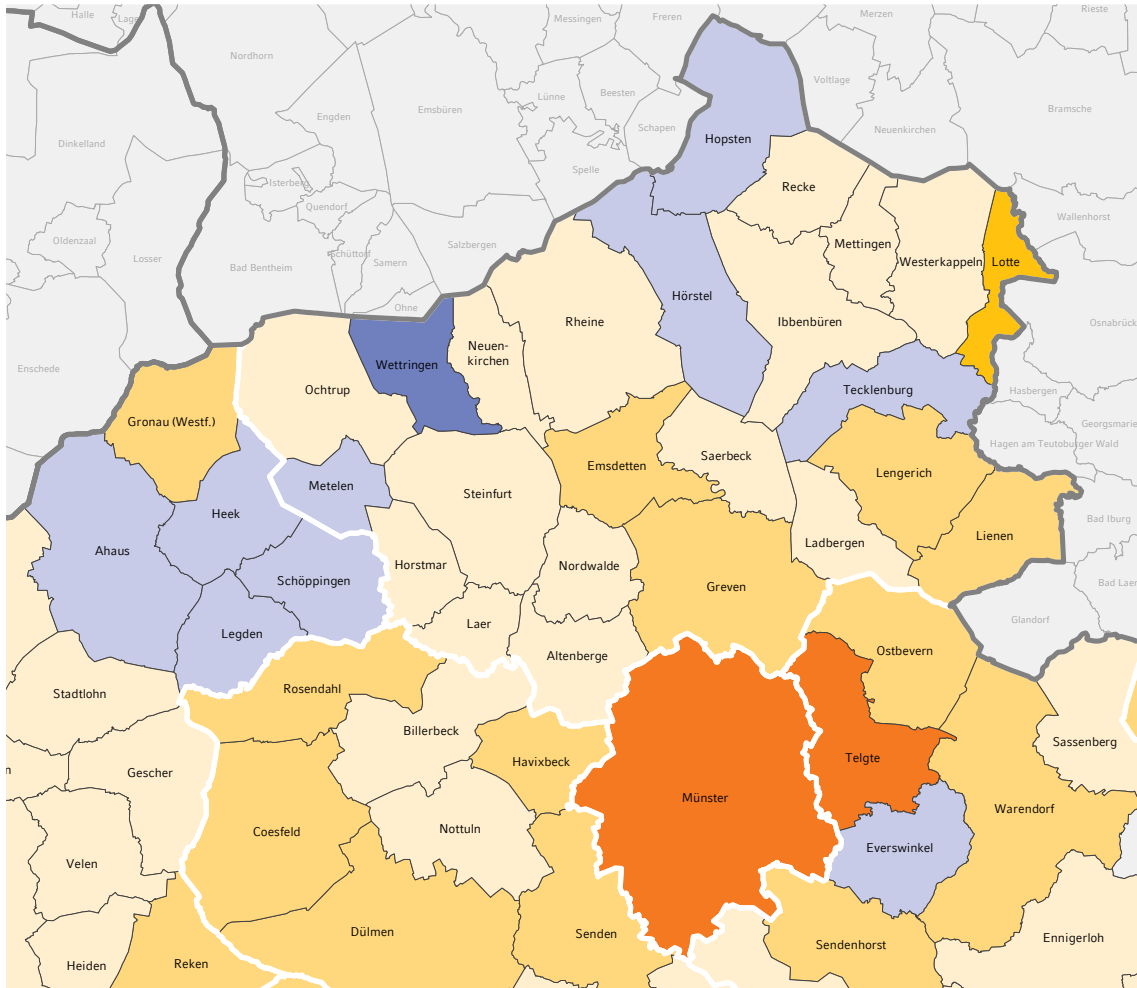 Halle
Lage
Messingen
Freren
Merzen
Rieste
Nordhorn
Voltlage
Lünne
Beesten
Bramsche
Engden
Emsbüren
Schapen
Neuenkirchen
Dinkelland
Hopsten
Spelle
Isterberg
Recke
Quendorf
Wallenhorst
Oldenzaal
Mettingen
Salzbergen
Schüttorf
Losser
Samern
Bad Bentheim
Westerkappeln
Lotte
Hörstel
Ohne
Rheine
Ibbenbüren
Osnabrück
Neuen-
kirchen
Wettringen
Enschede
Ochtrup
Tecklenburg
Hasbergen
Gronau (Westf.)
Georgsmarie
Hagen am Teutoburger Wald
Saerbeck
Emsdetten
Lengerich
Metelen
Steinfurt
Heek
Bad Iburg
Lienen
Ladbergen
Ahaus
Horstmar
Nordwalde
Schöppingen
Bad Laer
Greven
Glandorf
Laer
Legden
Ostbevern
Altenberge
Rosendahl
Stadtlohn
Billerbeck
Sassenberg
Telgte
Havixbeck
n
Gescher
Münster
Warendorf
Nottuln
Coesfeld
Everswinkel
Velen
Dülmen
Senden
Ennigerloh
Sendenhorst
Heiden
Reken